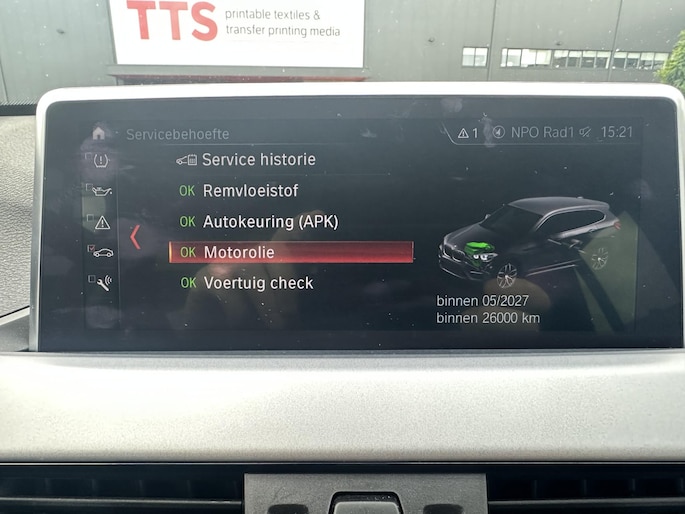 TTS
printable textiles &
transfer printing media
Servicebehoefte
1 NPO Rad1 15:21
Service historie
OK Remvloeistof
OK Autokeuring (APK)
OK Motorolie
OK Voertuig check
binnen 05/2027
binnen 26000 km